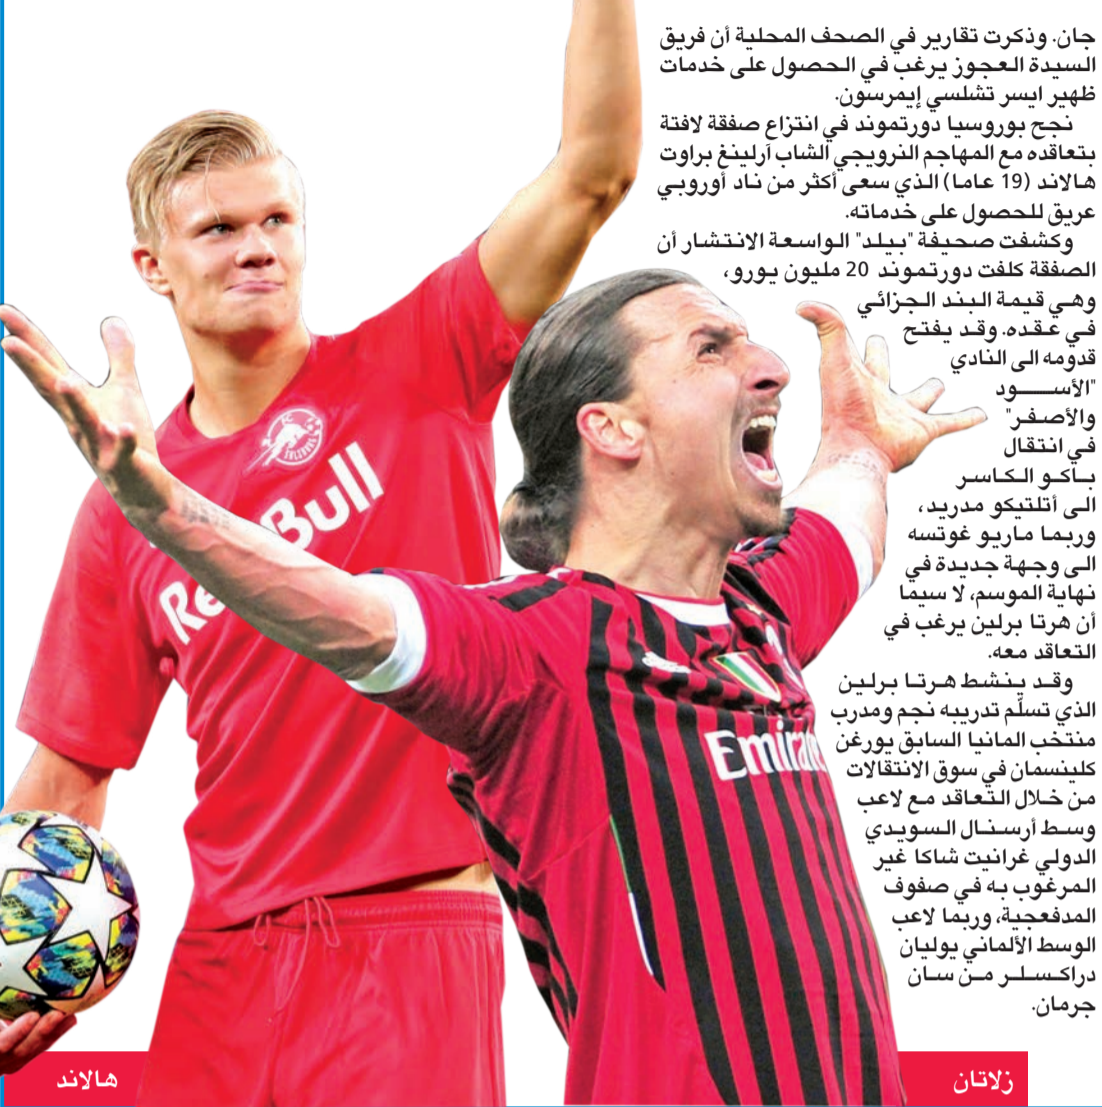 جان. وذكرت تقارير في الصحف المحلية أن فريق
السيدة العجوز يرغب في الحصول على خدمات
ظهير ايسر تشلسي إيمرسون.
نجح بوروسيا دورتموند في انتزاع صفقة لافتة
بتعاقده مع المهاجم النرويجي الشاب آرلينغ براوت
هالاند (19 عاما) الذي سعى أكثر من ناد أوروبي
عريق للحصول على خدماته.
وكشفت صحيفة "بيلد" الواسعة الانتشار أن
الصفقة كلفت دورتموند 20 مليون يورو،
وهي قيمة البند الجزائي
في عقده. وقد يفتح
قدومه الى النادي
"الأســـــود
والأصفر"
في انتقال
باكو الكاسر
الى أتلتيكو مدريد،
وربما ماريو غوتسه
الى وجهة جديدة في
نهاية الموسم، لا سيما
أن هرتا برلين يرغب في
التعاقد معه.
وقد ينشط هرتا برلين
الذي تسلّم تدريبه نجم ومدرب
منتخب المانيا السابق يورغن
كلينسمان في سوق الانتقالات
من خلال التعاقد مع لاعب
وسط أرسنال السويدي
الدولي غرانيت شاكا غير
المرغوب به في صفوف
المدفعجية، وربما لاعب
الوسط الألماني يوليان
دراكسلر من سان
جرمان.
FC
SALZBURG
Red Bull
Emirates
زلاتان
هالاند